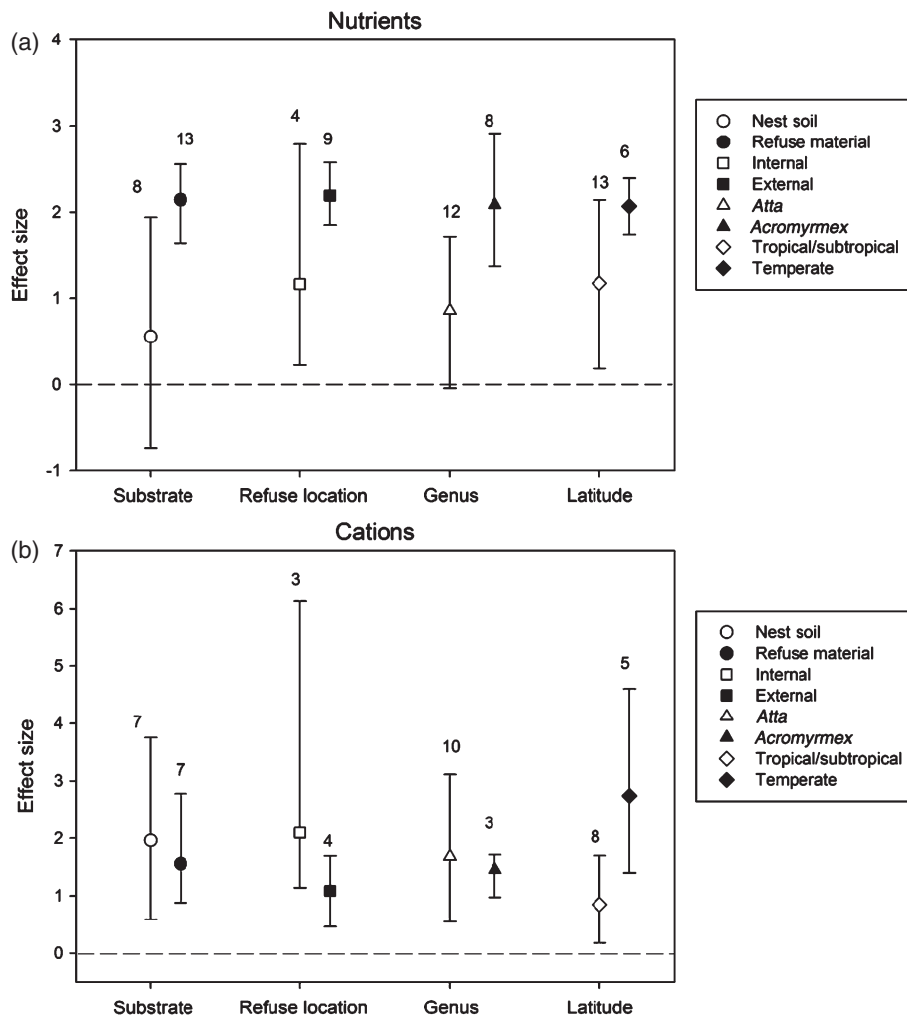 Nutrients
(a)
4
3
2
1
0
-1
Effect size
8
13
4
9
12
8
13
6
Substrate
Refuse location
Genus
Latitude
Nest soil
Refuse material
Internal
External
Atta
Acromyrmex
Tropical/subtropical
Temperate
Cations
(b)
7
6
5
4
3
2
1
0
Effect size
7
7
3
4
10
3
8
5
Substrate
Refuse location
Genus
Latitude
Nest soil
Refuse material
Internal
External
Atta
Acromyrmex
Tropical/subtropical
Temperate